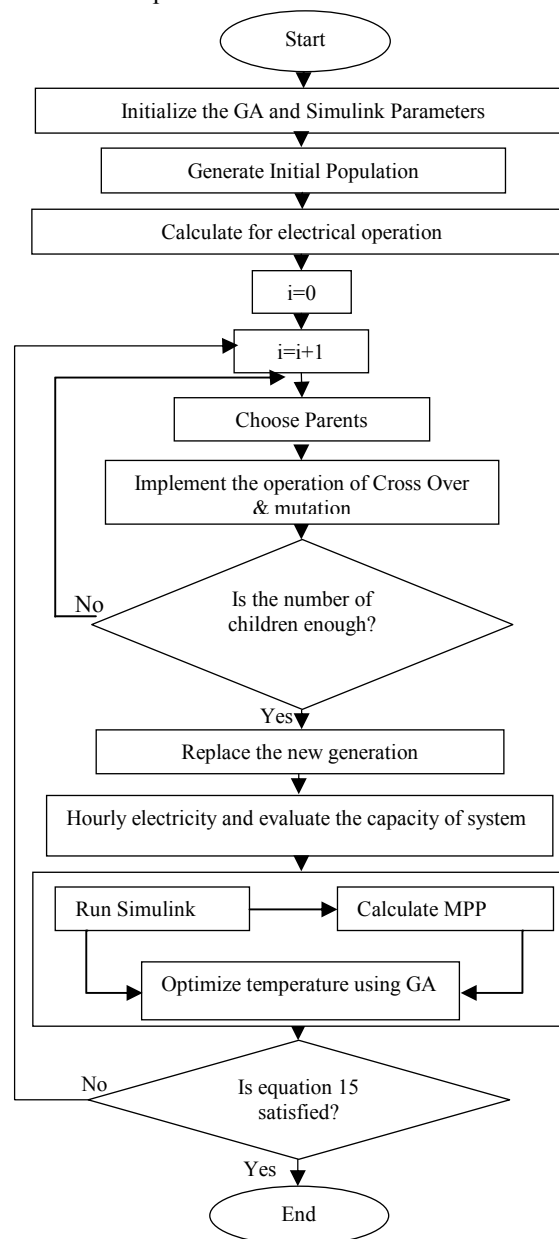 Start
Initialize the GA and Simulink Parameters
Generate Initial Population
Calculate for electrical operation
i=0
i=i+1
Choose Parents
Implement the operation of Cross Over
& mutation
No
Is the number of
children enough?
Yes
Replace the new generation
Hourly electricity and evaluate the capacity of system
Run Simulink
Calculate MPP
Optimize temperature using GA
No
Is equation 15
satisfied?
Yes
End